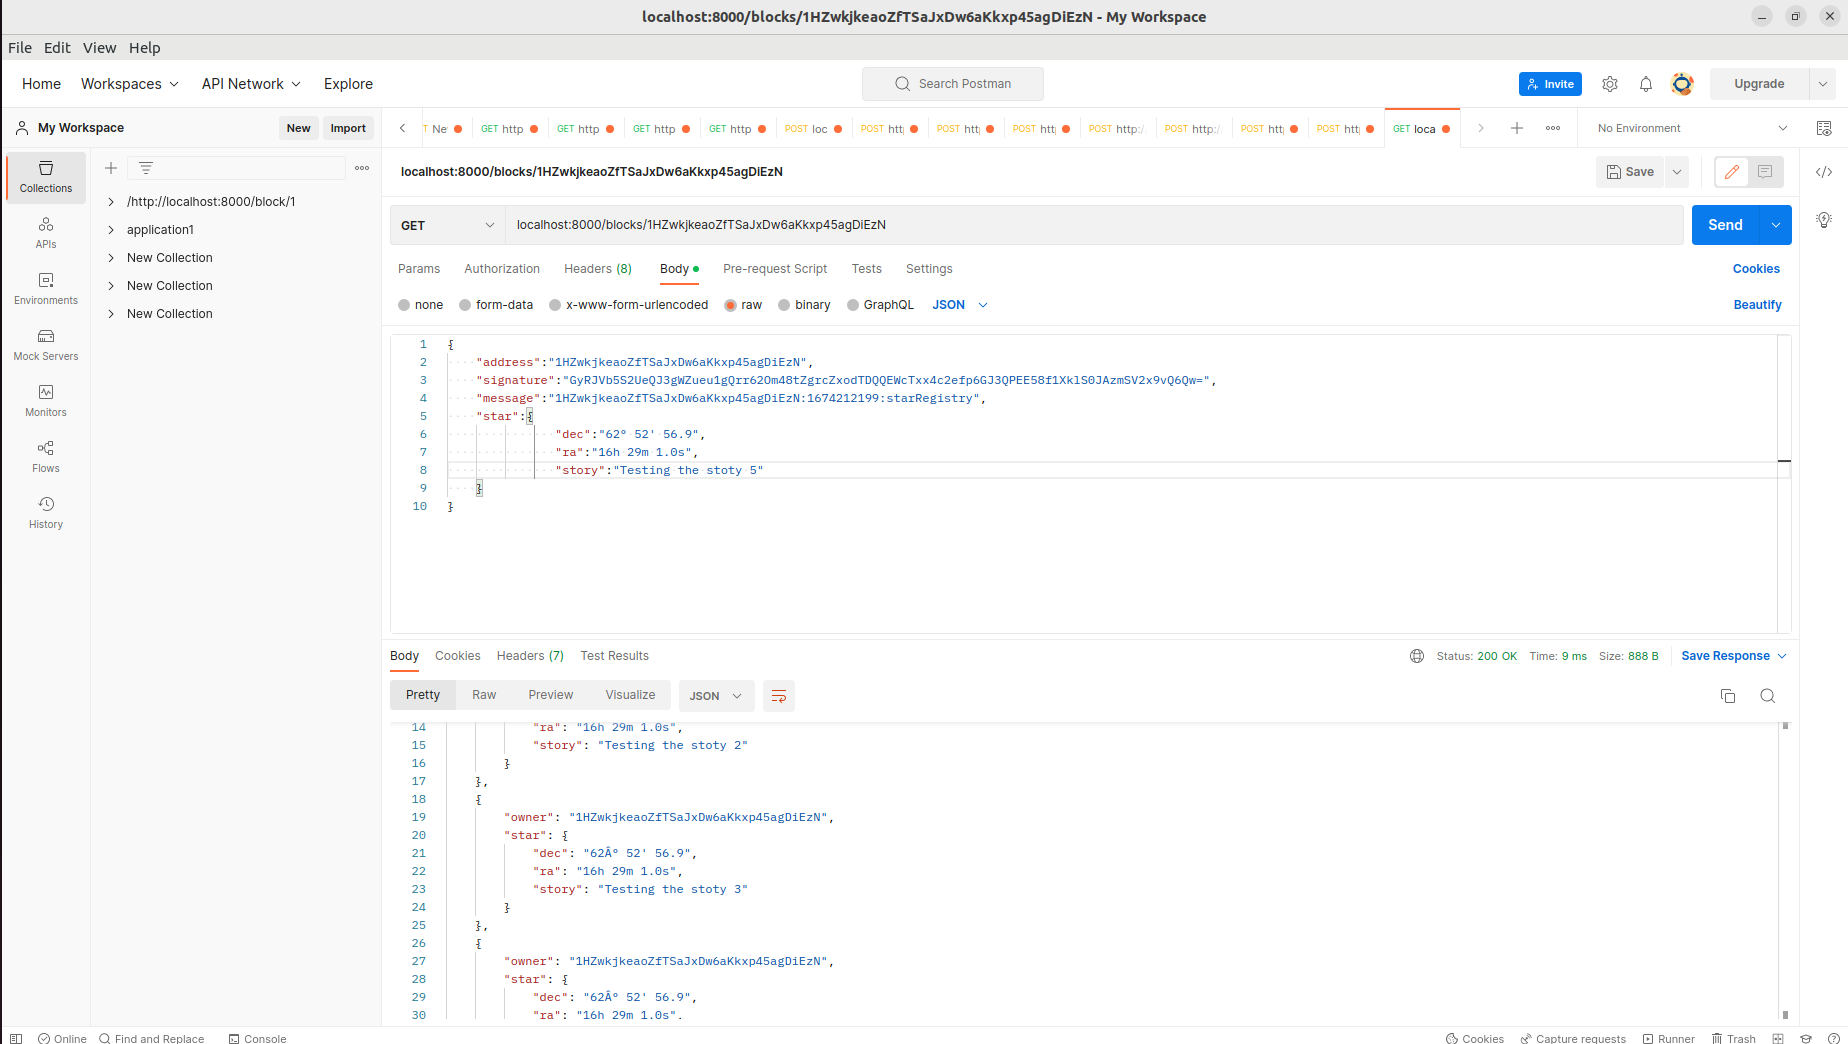 localhost:8000/blocks/1HZwkjkeaoZfTSaJxDw6aKkxp45agDiEzN - My Workspace
File Edit View Help
Home Workspaces API Network Explore Search Postman Invite Upgrade
My Workspace New Import
Ne GET http GET http GET http GET http POST loc POST htt POST htt POST htt POST http:/ POST http:/ POST htt POST htt GET loca No Environment
localhost:8000/blocks/1HZwkjkeaoZfTSaJxDw6aKkxp45agDiEzN Save
Collections
APIs
Environments
Mock Servers
Monitors
Flows
History
/http://localhost:8000/block/1
application1
New Collection
New Collection
New Collection
GET localhost:8000/blocks/1HZwkjkeaoZfTSaJxDw6aKkxp45agDiEzN Send
Params Authorization Headers (8) Body Pre-request Script Tests Settings Cookies
none form-data x-www-form-urlencoded raw binary GraphQL JSON Beautify
1 {
2 "address":"1HZwkjkeaoZfTSaJxDw6aKkxp45agDiEzN",
3 "signature":"GyRJVb5S2UeQJ3gWZueu1gQrr62Om48tZgrcZxodTDQQEWcTxx4c2efp6GJ3QPEE58f1XklS0JAzmSV2x9vQ6Qw=",
4 "message":"1HZwkjkeaoZfTSaJxDw6aKkxp45agDiEzN:1674212199:starRegistry",
5 "star":{
6 "dec":"62° 52' 56.9",
7 "ra":"16h 29m 1.0s",
8 "story":"Testing the stoty 5"
9 }
10 }
Body Cookies Headers (7) Test Results Status: 200 OK Time: 9 ms Size: 888 B Save Response
Pretty Raw Preview Visualize JSON
14 "ra": "16h 29m 1.0s",
15 "story": "Testing the stoty 2"
16 }
17 },
18 {
19 "owner": "1HZwkjkeaoZfTSaJxDw6aKkxp45agDiEzN",
20 "star": {
21 "dec": "62Â° 52' 56.9",
22 "ra": "16h 29m 1.0s",
23 "story": "Testing the stoty 3"
24 }
25 },
26 {
27 "owner": "1HZwkjkeaoZfTSaJxDw6aKkxp45agDiEzN",
28 "star": {
29 "dec": "62Â° 52' 56.9",
30 "ra": "16h 29m 1.0s",
Online Find and Replace Console Cookies Capture requests Runner Trash